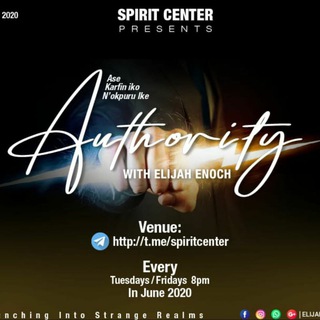 2020
SPIRIT CENTER
PRESENTS
Ase
Karfin iko
N'okpuru Ike
Authority
WITH ELIJAH ENOCH
Venue:
http://t.me/spiritcenter
Every
Tuesdays/Fridays 8pm
In June 2020
nching Into Strange Realms
| ELIJA